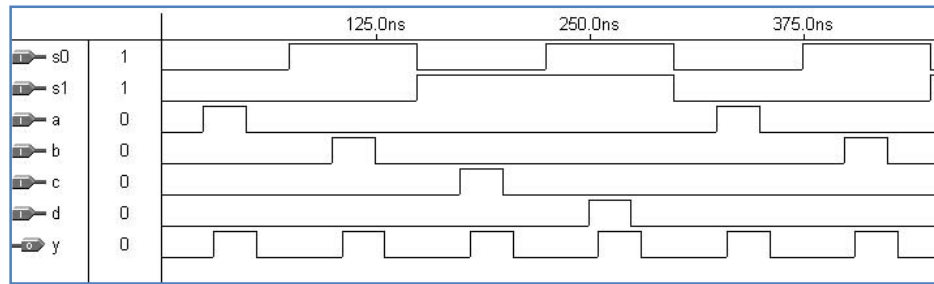 125.0ns 250.0ns 375.0ns
I s0 1
I s1 1
I a 0
I b 0
I c 0
I d 0
O y 0